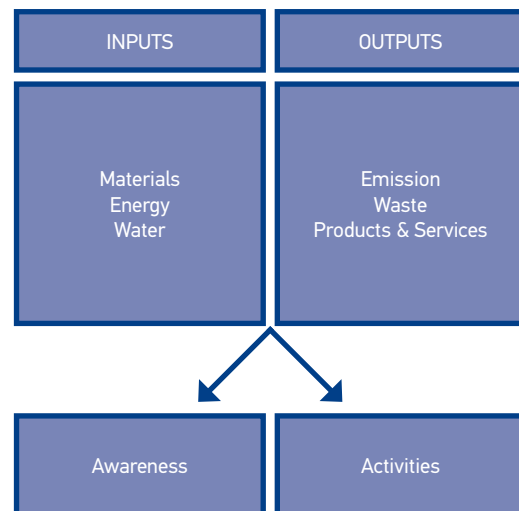 INPUTS
OUTPUTS
Materials
Energy
Water
Emission
Waste
Products & Services
Awareness
Activities